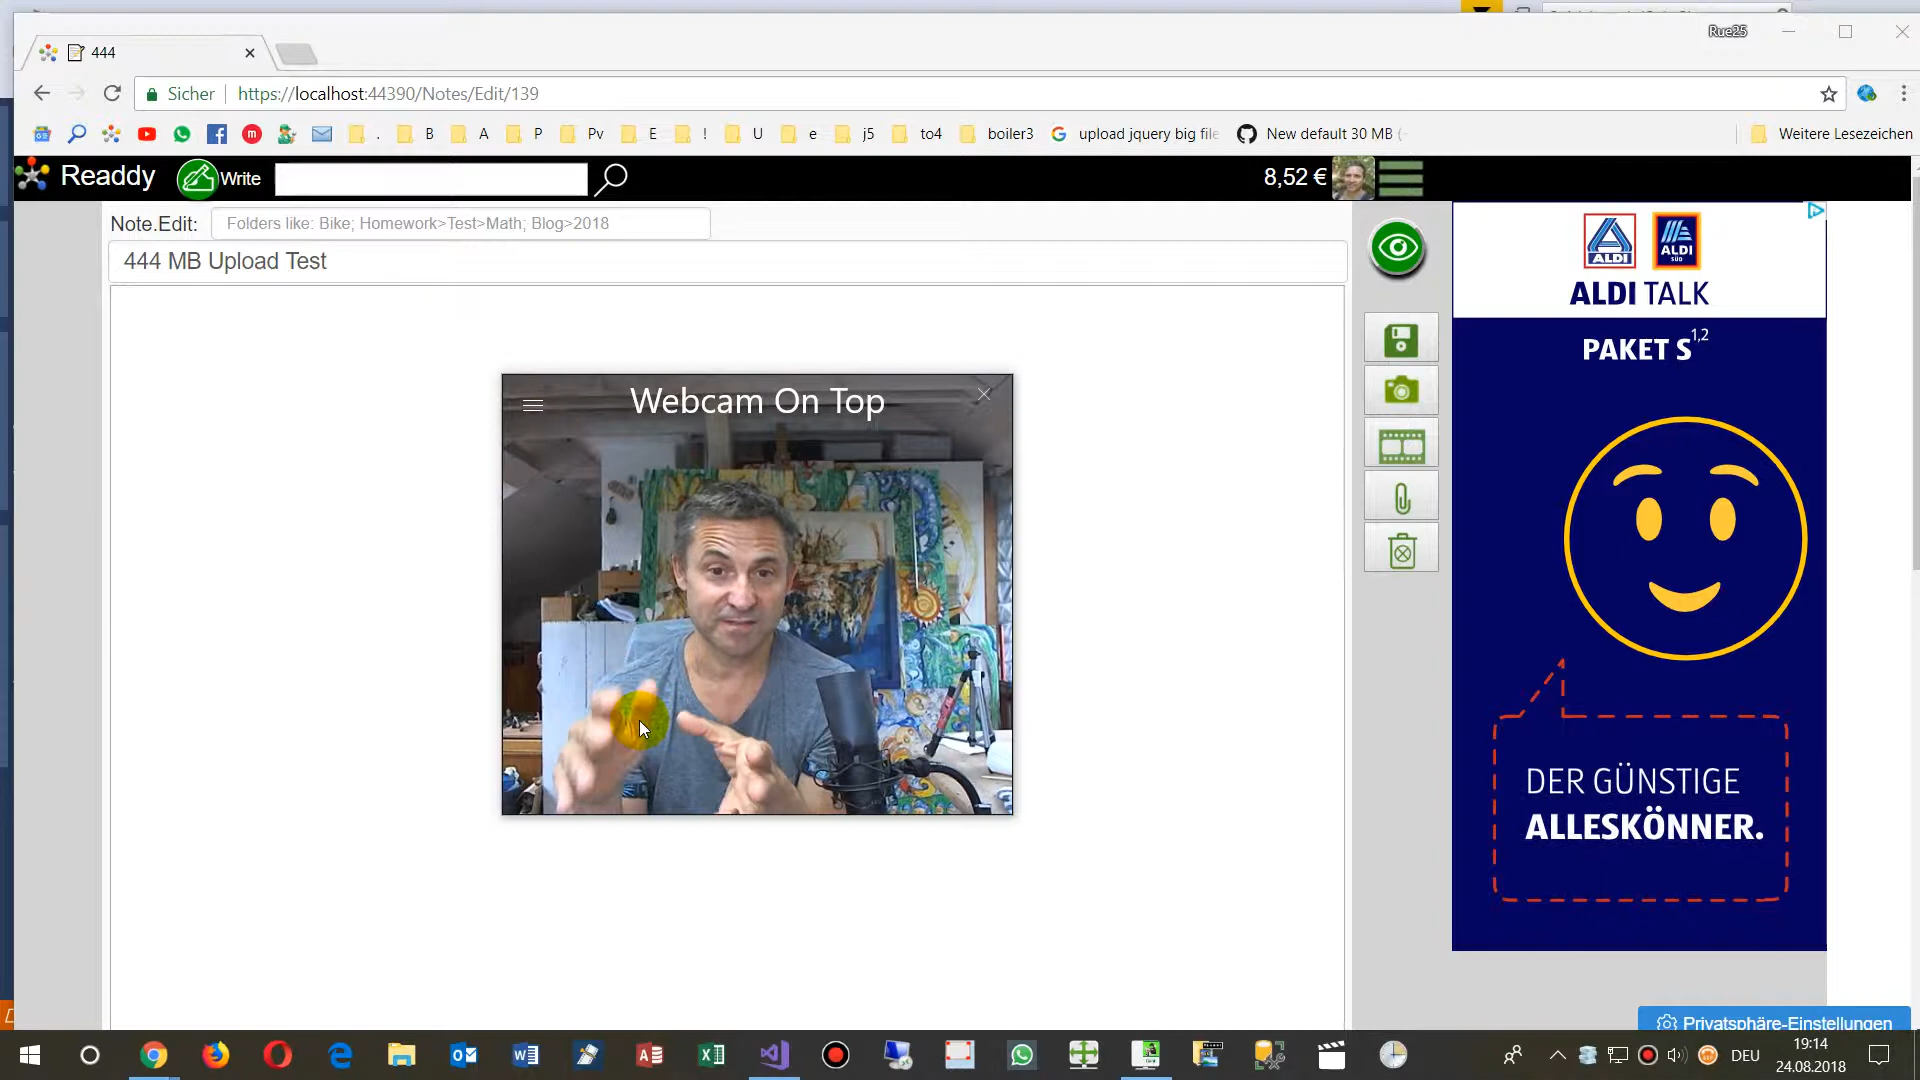 Rue25
444
Sicher https://localhost:44390/Notes/Edit/139
. B A P Pv E ! U e j5 to4 boiler3 upload jquery big file New default 30 MB ( Weitere Lesezeichen
Readdy Write 8,52 €
Note.Edit: Folders like: Bike; Homework>Test>Math; Blog>2018
444 MB Upload Test
Webcam On Top
ALDI ALDI SÜD
ALDI TALK
PAKET S1,2
DER GÜNSTIGE
ALLESKÖNNER.
Privatsphäre-Einstellungen
DEU 19:14
24.08.2018